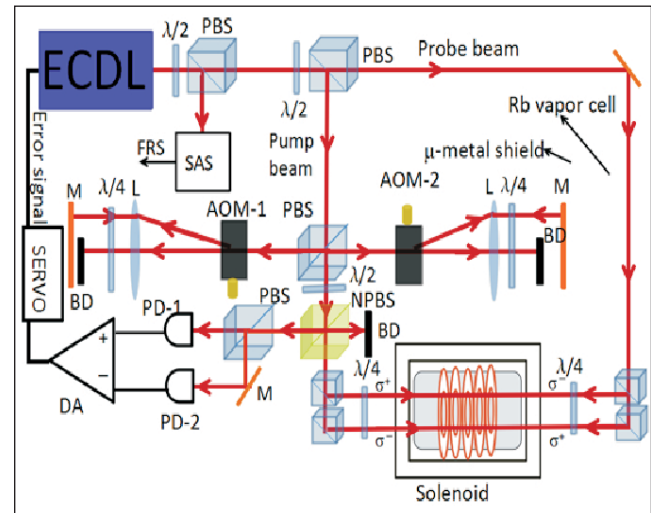 ECDL
λ/2
PBS
λ/2
PBS
Probe beam
Rb vapor cell
μ-metal shield
Error signal
FRS
SAS
Pump
beam
M
λ/4
L
AOM-1
PBS
AOM-2
L
λ/4
M
BD
BD
SERVO
λ/2
PD-1
PBS
NPBS
BD
+
−
DA
PD-2
M
λ/4
σ⁺
σ⁻
λ/4
σ⁻
σ⁺
Solenoid